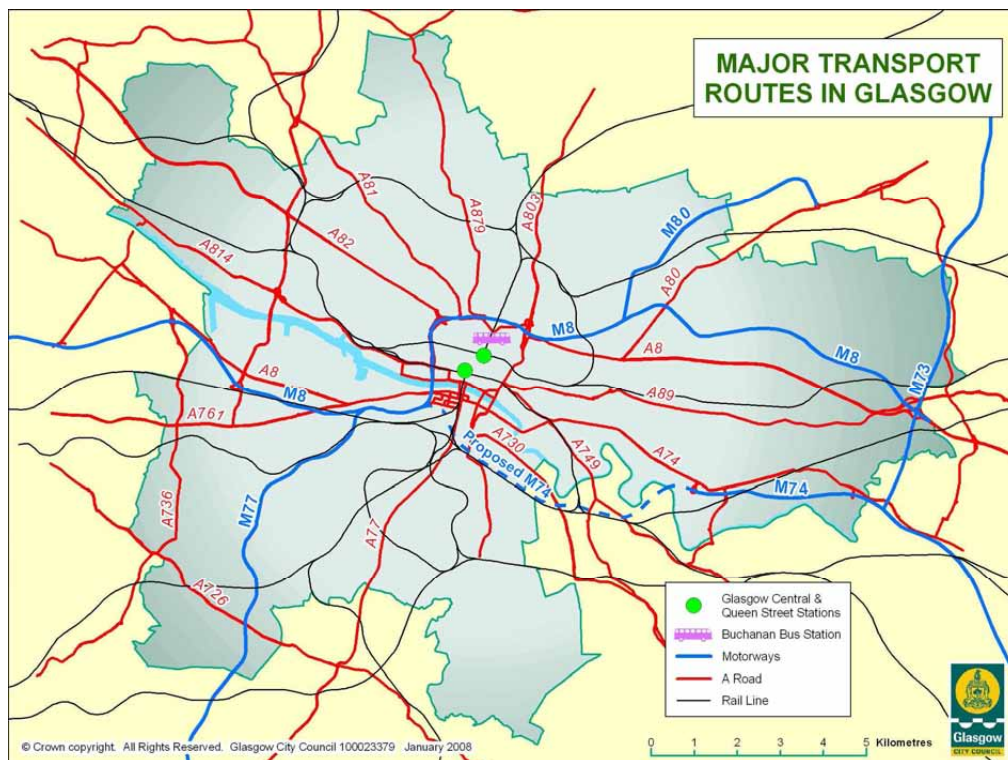 MAJOR TRANSPORT
ROUTES IN GLASGOW
A81
A879
A803
M80
A82
A814
A80
M8
M8
A8
M73
A8
M8
A89
A761
A730
A749
A74
Proposed M74
M74
A736
M77
A77
A726
Glasgow Central &
Queen Street Stations
Buchanan Bus Station
Motorways
A Road
Rail Line
© Crown copyright. All Rights Reserved. Glasgow City Council 100023379 January 2008
0 1 2 3 4 5 Kilometres
Glasgow
CITY COUNCIL